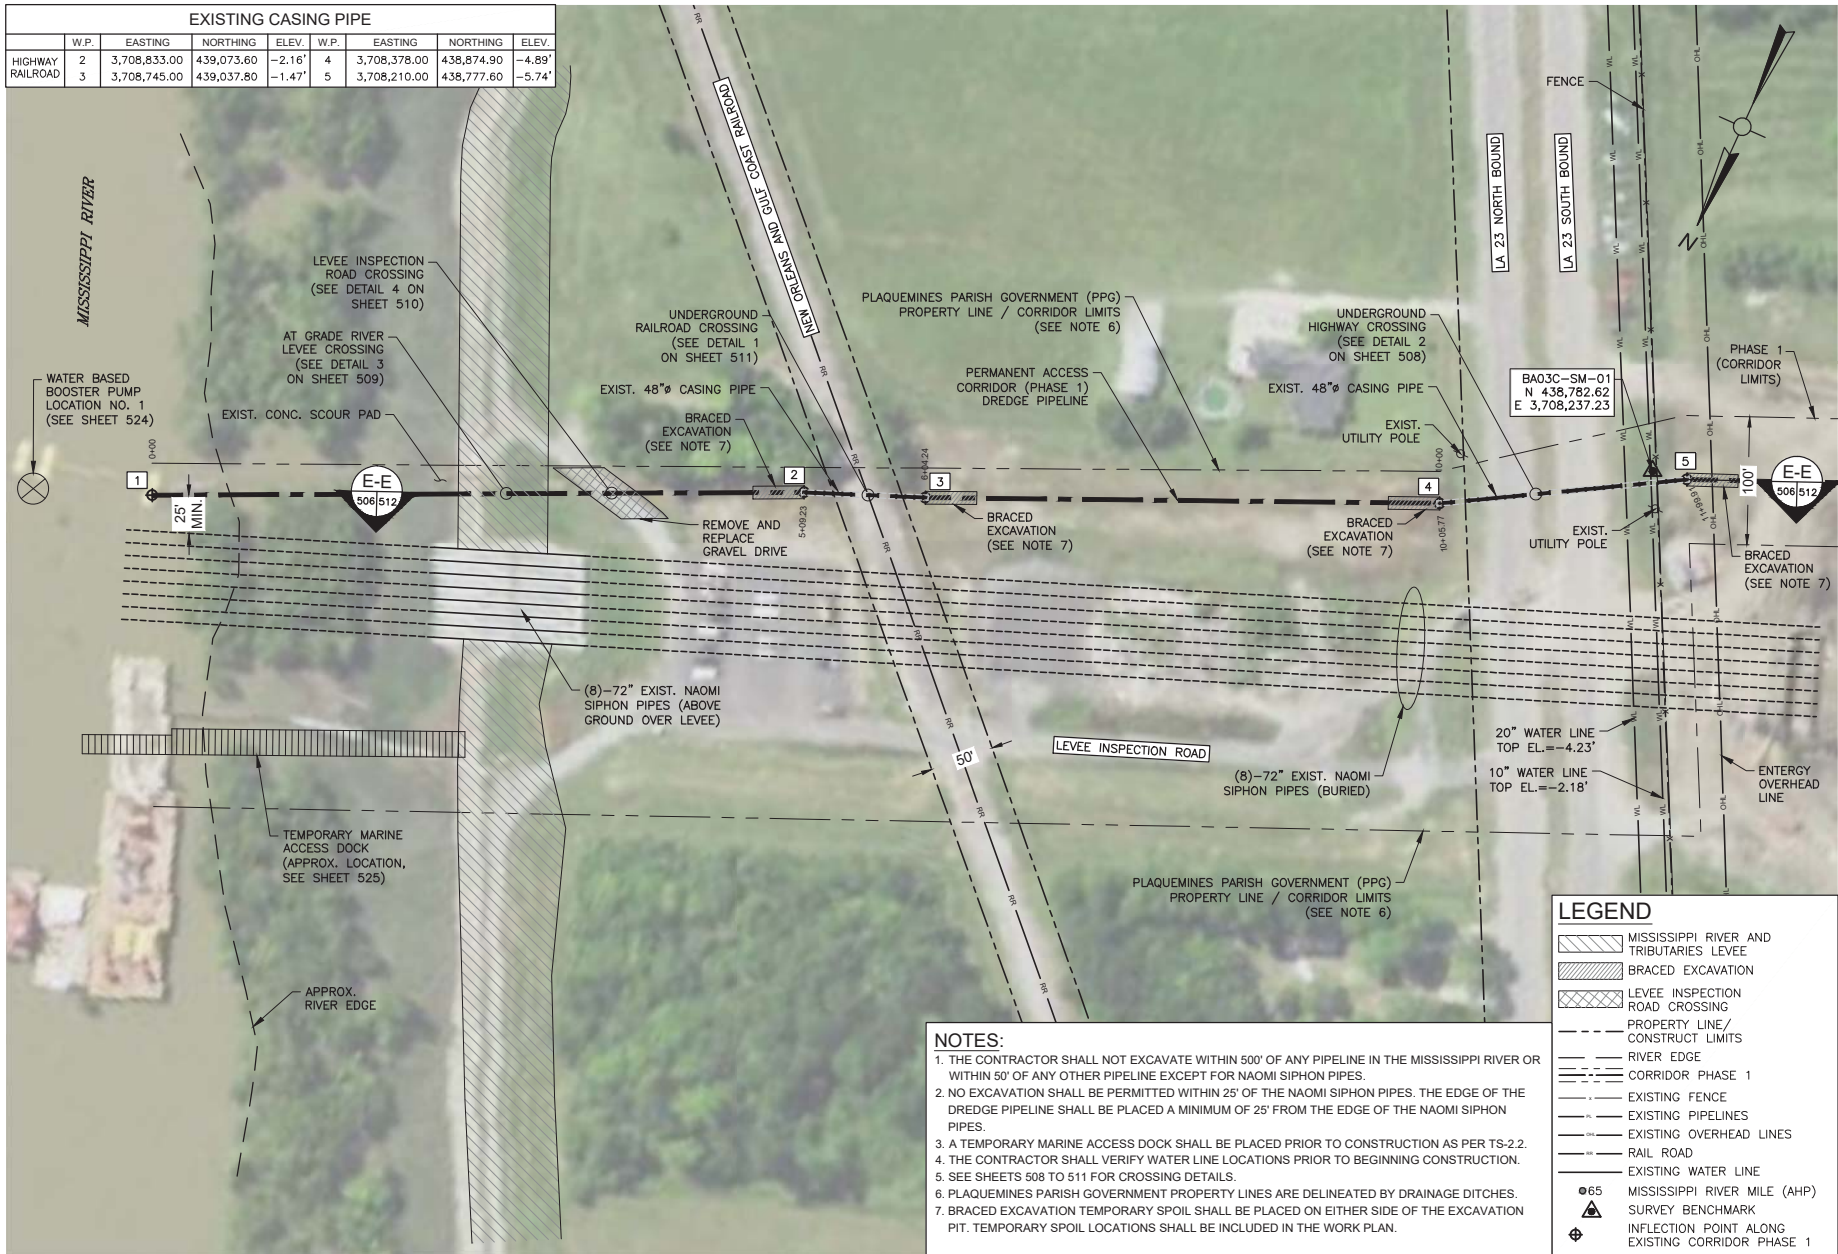 EXISTING CASING PIPE
W.P. EASTING NORTHING ELEV. W.P. EASTING NORTHING ELEV.
HIGHWAY 2 3,708,833.00 439,073.60 -2.16' 4 3,708,378.00 438,874.90 -4.89'
RAILROAD 3 3,708,745.00 439,037.80 -1.47' 5 3,708,210.00 438,777.60 -5.74'
MISSISSIPPI RIVER
NEW ORLEANS AND GULF COAST RAILROAD
LA 23 NORTH BOUND
LA 23 SOUTH BOUND
FENCE
N
LEVEE INSPECTION
ROAD CROSSING
(SEE DETAIL 4 ON
SHEET 510)
AT GRADE RIVER
LEVEE CROSSING
(SEE DETAIL 3
ON SHEET 509)
WATER BASED
BOOSTER PUMP
LOCATION NO. 1
(SEE SHEET 524)
EXIST. CONC. SCOUR PAD
UNDERGROUND
RAILROAD CROSSING
(SEE DETAIL 1
ON SHEET 511)
EXIST. 48"ø CASING PIPE
BRACED
EXCAVATION
(SEE NOTE 7)
PLAQUEMINES PARISH GOVERNMENT (PPG)
PROPERTY LINE / CORRIDOR LIMITS
(SEE NOTE 6)
PERMANENT ACCESS
CORRIDOR (PHASE 1)
DREDGE PIPELINE
UNDERGROUND
HIGHWAY CROSSING
(SEE DETAIL 2
ON SHEET 508)
EXIST. 48"ø CASING PIPE
EXIST.
UTILITY POLE
BA03C-SM-01
N 438,782.62
E 3,708,237.23
PHASE 1
(CORRIDOR
LIMITS)
0+00
1
25'
MIN.
E-E
506 512
2
5+09.23
6+04.24
3
10+00
4
10+05.77
5
11+99.91
100'
E-E
506 512
REMOVE AND
REPLACE
GRAVEL DRIVE
BRACED
EXCAVATION
(SEE NOTE 7)
BRACED
EXCAVATION
(SEE NOTE 7)
EXIST.
UTILITY POLE
BRACED
EXCAVATION
(SEE NOTE 7)
(8)-72" EXIST. NAOMI
SIPHON PIPES (ABOVE
GROUND OVER LEVEE)
50'
LEVEE INSPECTION ROAD
(8)-72" EXIST. NAOMI
SIPHON PIPES (BURIED)
20" WATER LINE
TOP EL.=-4.23'
10" WATER LINE
TOP EL.=-2.18'
ENTERGY
OVERHEAD
LINE
TEMPORARY MARINE
ACCESS DOCK
(APPROX. LOCATION,
SEE SHEET 525)
APPROX.
RIVER EDGE
PLAQUEMINES PARISH GOVERNMENT (PPG)
PROPERTY LINE / CORRIDOR LIMITS
(SEE NOTE 6)
NOTES:
1. THE CONTRACTOR SHALL NOT EXCAVATE WITHIN 500' OF ANY PIPELINE IN THE MISSISSIPPI RIVER OR
WITHIN 50' OF ANY OTHER PIPELINE EXCEPT FOR NAOMI SIPHON PIPES.
2. NO EXCAVATION SHALL BE PERMITTED WITHIN 25' OF THE NAOMI SIPHON PIPES. THE EDGE OF THE
DREDGE PIPELINE SHALL BE PLACED A MINIMUM OF 25' FROM THE EDGE OF THE NAOMI SIPHON
PIPES.
3. A TEMPORARY MARINE ACCESS DOCK SHALL BE PLACED PRIOR TO CONSTRUCTION AS PER TS-2.2.
4. THE CONTRACTOR SHALL VERIFY WATER LINE LOCATIONS PRIOR TO BEGINNING CONSTRUCTION.
5. SEE SHEETS 508 TO 511 FOR CROSSING DETAILS.
6. PLAQUEMINES PARISH GOVERNMENT PROPERTY LINES ARE DELINEATED BY DRAINAGE DITCHES.
7. BRACED EXCAVATION TEMPORARY SPOIL SHALL BE PLACED ON EITHER SIDE OF THE EXCAVATION
PIT. TEMPORARY SPOIL LOCATIONS SHALL BE INCLUDED IN THE WORK PLAN.
LEGEND
MISSISSIPPI RIVER AND
TRIBUTARIES LEVEE
BRACED EXCAVATION
LEVEE INSPECTION
ROAD CROSSING
PROPERTY LINE/
CONSTRUCT LIMITS
RIVER EDGE
CORRIDOR PHASE 1
EXISTING FENCE
EXISTING PIPELINES
EXISTING OVERHEAD LINES
RAIL ROAD
EXISTING WATER LINE
65 MISSISSIPPI RIVER MILE (AHP)
SURVEY BENCHMARK
INFLECTION POINT ALONG
EXISTING CORRIDOR PHASE 1